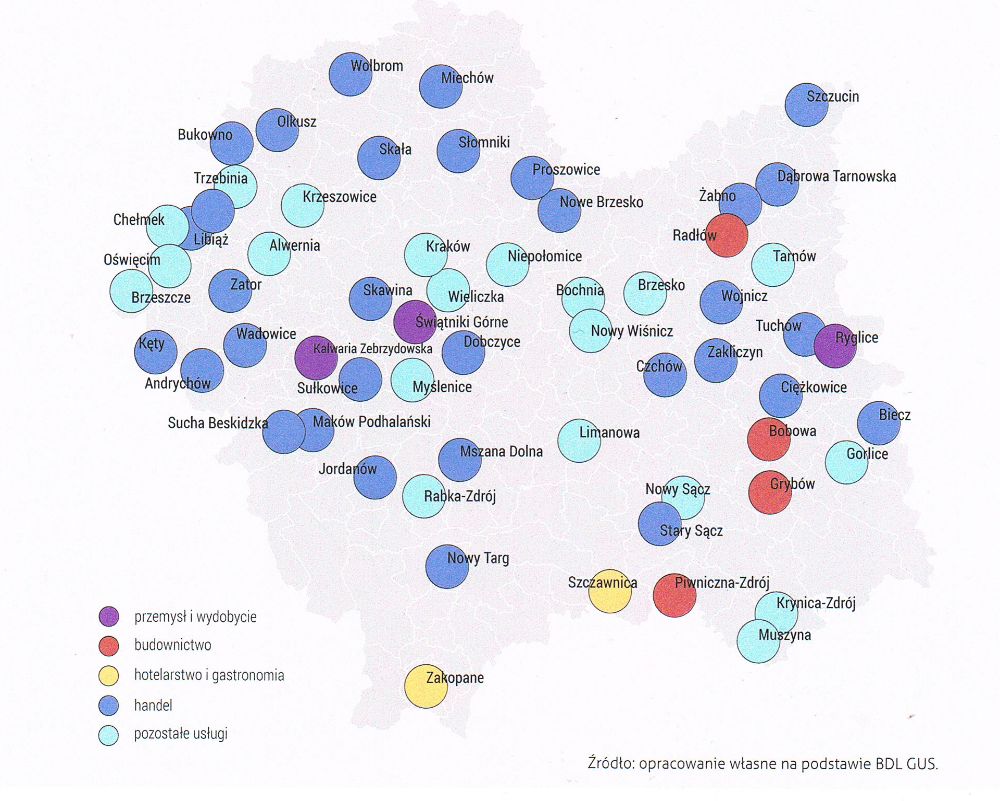 Wolbrom
Miechów
Szczucin
Olkusz
Bukowno
Skała
Słomniki
Proszowice
Dąbrowa Tarnowska
Trzebinia
Krzeszowice
Żabno
Nowe Brzesko
Chełmek
Radłów
Libiąż
Alwernia
Kraków
Niepołomice
Tarnów
Oświęcim
Zator
Skawina
Wieliczka
Bochnia
Brzesko
Wojnicz
Brzeszcze
Świątniki Górne
Nowy Wiśnicz
Tuchów
Ryglice
Wadowice
Kęty
Kalwaria Zebrzydowska
Dobczyce
Zakliczyn
Czchów
Andrychów
Sułkowice
Myślenice
Ciężkowice
Biecz
Sucha Beskidzka
Maków Podhalański
Limanowa
Bobowa
Mszana Dolna
Gorlice
Jordanów
Rabka-Zdrój
Nowy Sącz
Grybów
Stary Sącz
Nowy Targ
Szczawnica
Piwniczna-Zdrój
Krynica-Zdrój
Muszyna
Zakopane
przemysł i wydobycie
budownictwo
hotelarstwo i gastronomia
handel
pozostałe usługi
Źródło: opracowanie własne na podstawie BDL GUS.